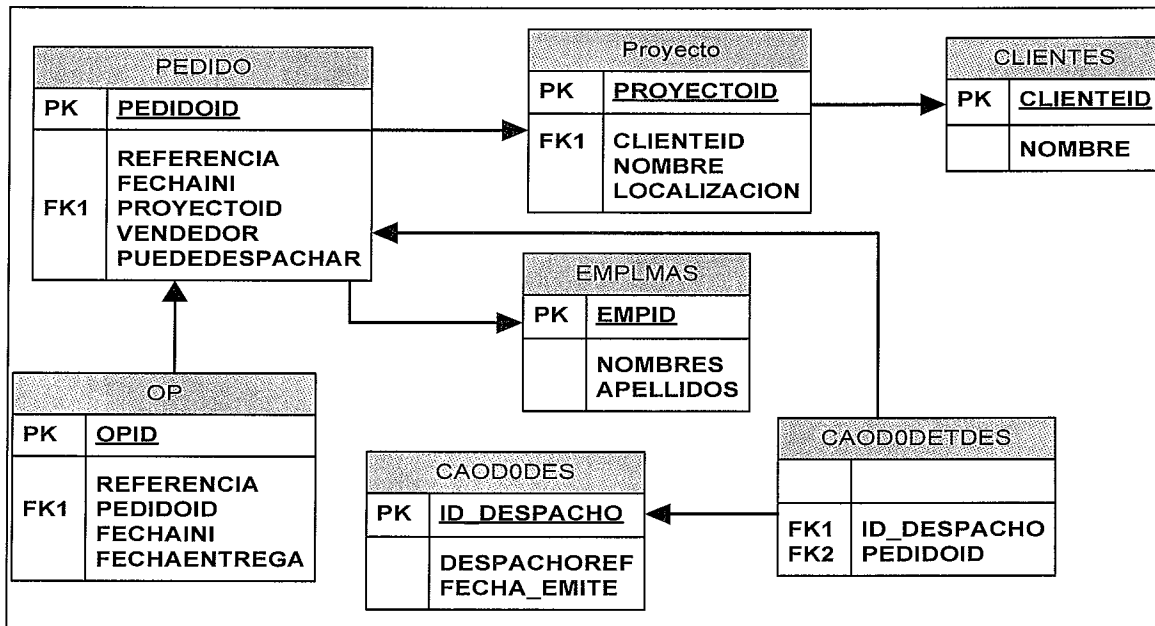 PEDIDO
PK PEDIDOID
REFERENCIA
FECHAINI
FK1 PROYECTOID
VENDEDOR
PUEDEDESPACHAR
Proyecto
PK PROYECTOID
FK1 CLIENTEID
NOMBRE
LOCALIZACION
CLIENTES
PK CLIENTEID
NOMBRE
EMPLMAS
PK EMPID
NOMBRES
APELLIDOS
OP
PK OPID
REFERENCIA
FK1 PEDIDOID
FECHAINI
FECHAENTREGA
CAOD0DES
PK ID_DESPACHO
DESPACHOREF
FECHA_EMITE
CAOD0DETDES
FK1 ID_DESPACHO
FK2 PEDIDOID